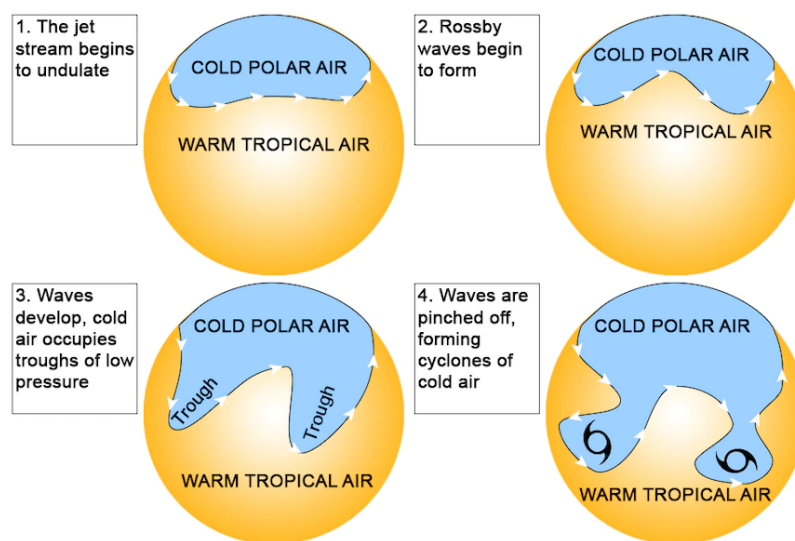 1. The jet
stream begins
to undulate
COLD POLAR AIR
WARM TROPICAL AIR
2. Rossby
waves begin
to form
COLD POLAR AIR
WARM TROPICAL AIR
3. Waves
develop, cold
air occupies
troughs of low
pressure
COLD POLAR AIR
Trough
Trough
WARM TROPICAL AIR
4. Waves are
pinched off,
forming
cyclones of
cold air
COLD POLAR AIR
WARM TROPICAL AIR